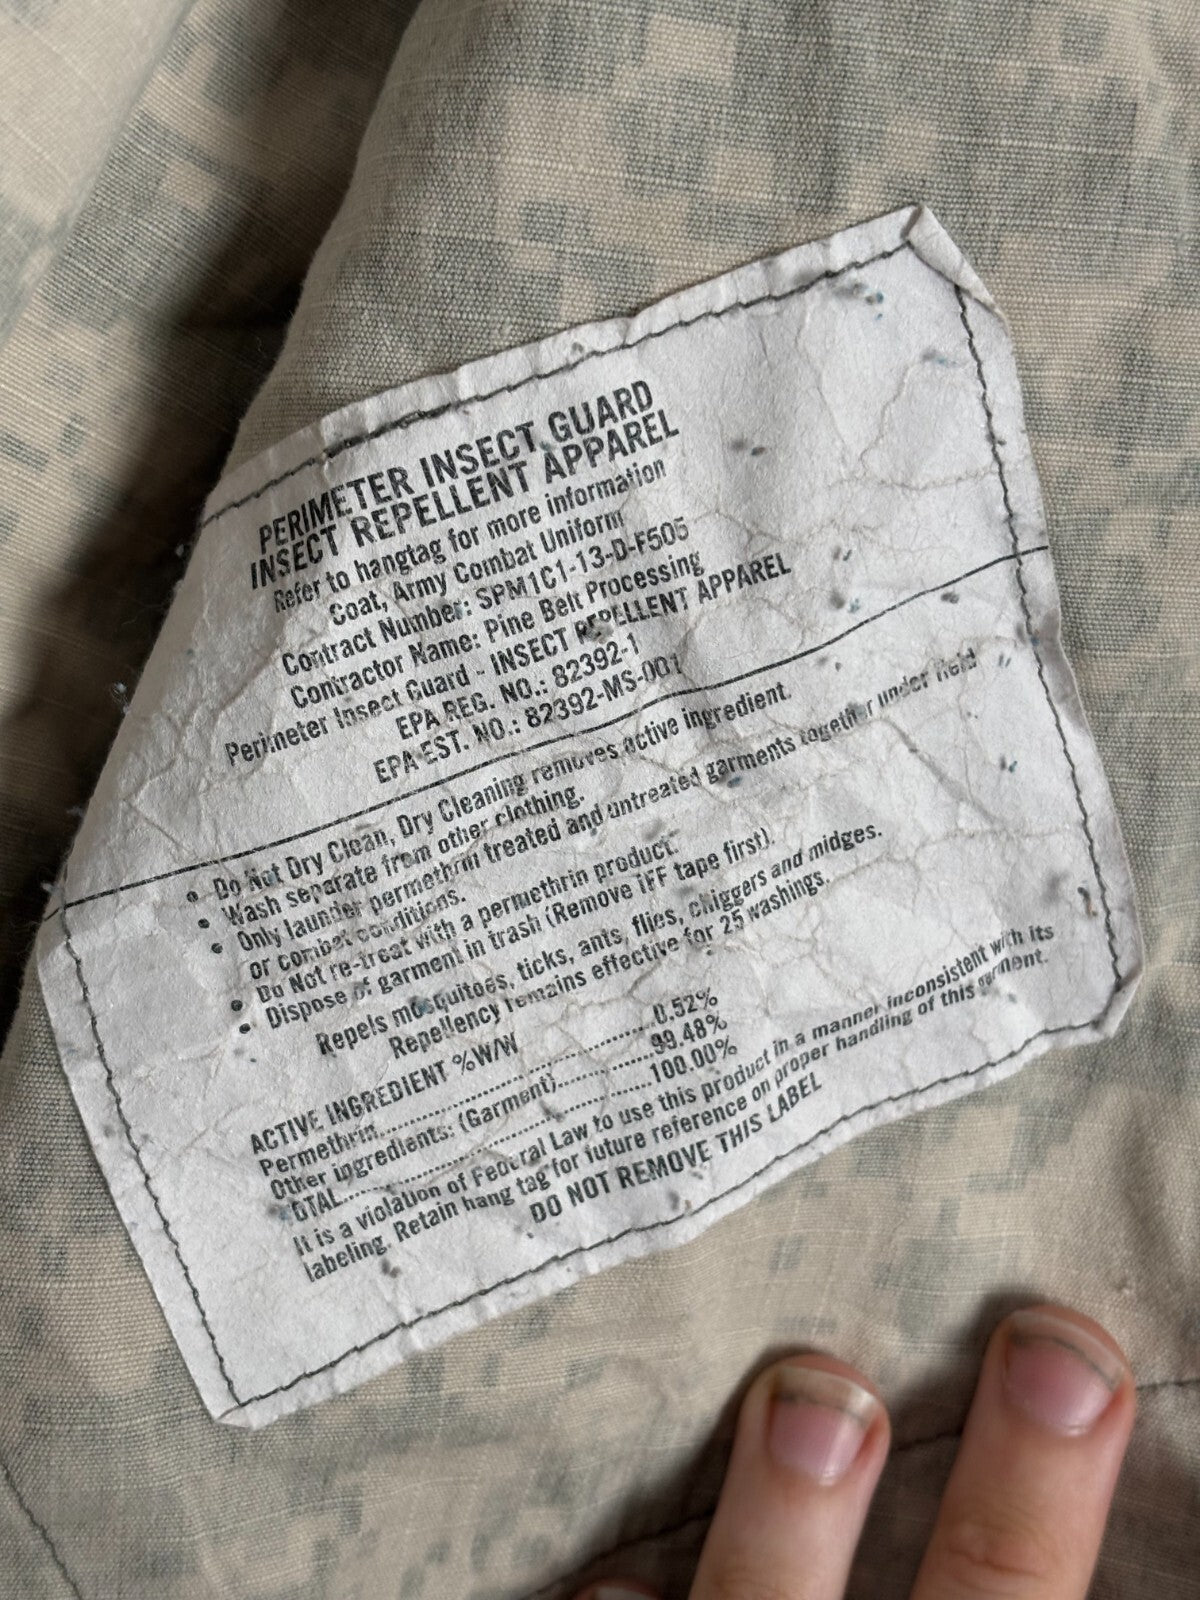 PERIMETER INSECT GUARD
INSECT REPELLENT APPAREL
Refer to hangtag for more information
Coat, Army Combat Uniform
Contract Number: SPM1C1-13-D-F505
Contractor Name: Pine Belt Processing
Perimeter Insect Guard - INSECT REPELLENT APPAREL
EPA REG. NO.: 82392-1
EPA EST. NO.: 82392-MS-001
• Do Not Dry Clean, Dry Cleaning removes active ingredient.
• Wash separate from other clothing.
• Only launder permethrin treated and untreated garments together under field
or combat conditions.
• Do Not re-treat with a permethrin product.
• Dispose of garment in trash (Remove IFF tape first).
Repels mosquitoes, ticks, ants, flies, chiggers and midges.
Repellency remains effective for 25 washings.
ACTIVE INGREDIENT %W/W
Permethrin..............................0.52%
Other ingredients: (Garment)..............99.48%
OTAL..............................100.00%
It is a violation of Federal Law to use this product in a manner inconsistent with its
labeling. Retain hang tag for future reference on proper handling of this garment.
DO NOT REMOVE THIS LABEL